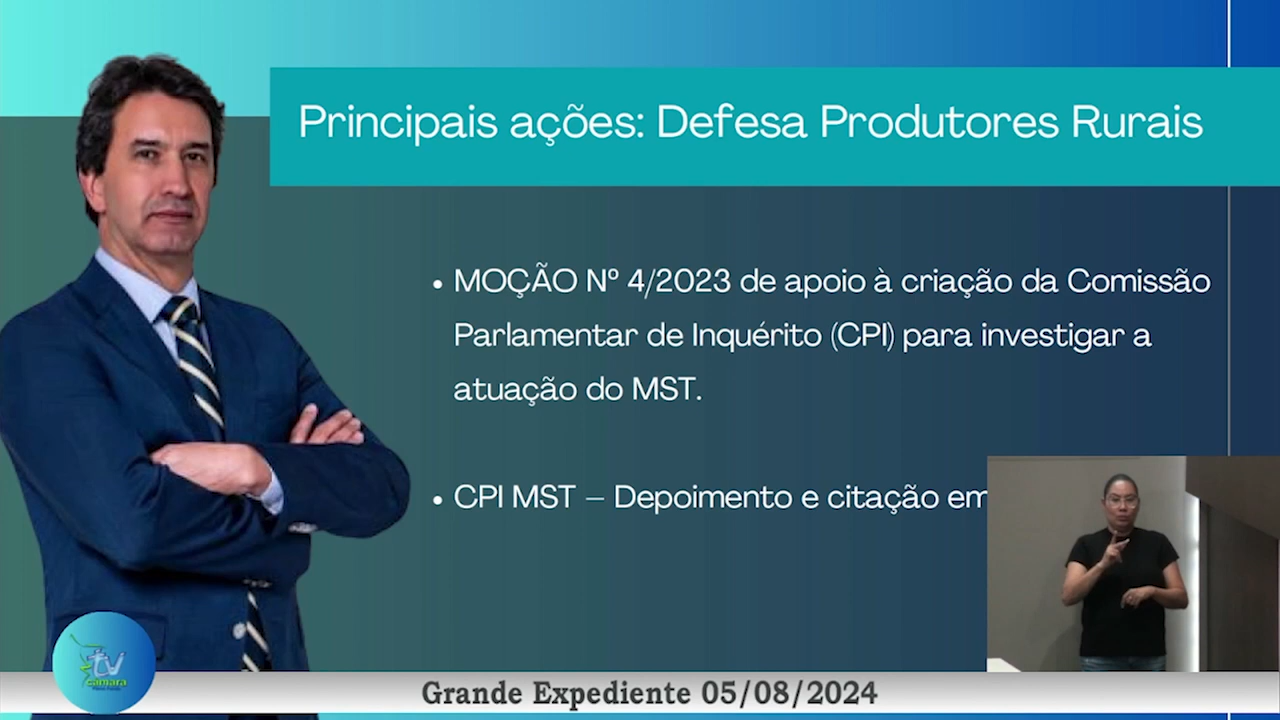 Principais ações: Defesa Produtores Rurais
• MOÇÃO Nº 4/2023 de apoio à criação da Comissão
Parlamentar de Inquérito (CPI) para investigar a
atuação do MST.
• CPI MST – Depoimento e citação em
tv
câmara
Grande Expediente 05/08/2024